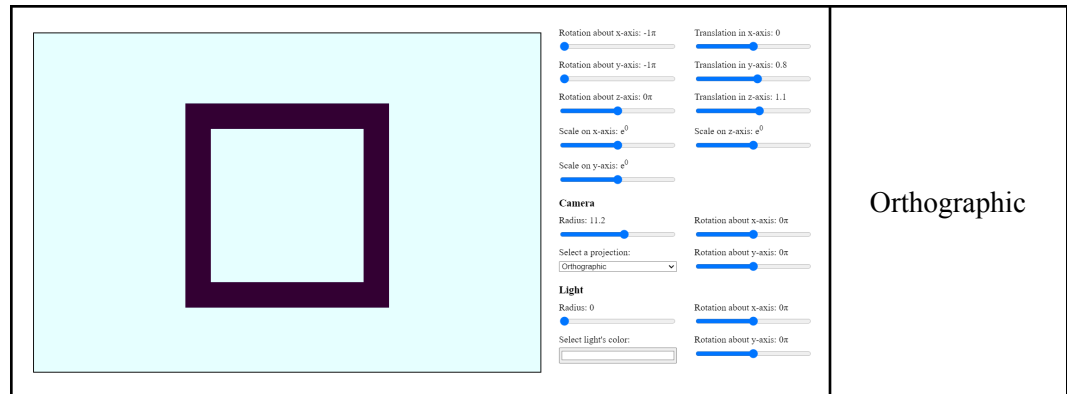 Rotation about x-axis: -1π
Translation in x-axis: 0
Rotation about y-axis: -1π
Translation in y-axis: 0.8
Rotation about z-axis: 0π
Translation in z-axis: 1.1
Scale on x-axis: e⁰
Scale on z-axis: e⁰
Scale on y-axis: e⁰
Camera
Radius: 11.2
Rotation about x-axis: 0π
Select a projection:
Rotation about y-axis: 0π
Orthographic
Light
Radius: 0
Rotation about x-axis: 0π
Select light's color:
Rotation about y-axis: 0π
Orthographic